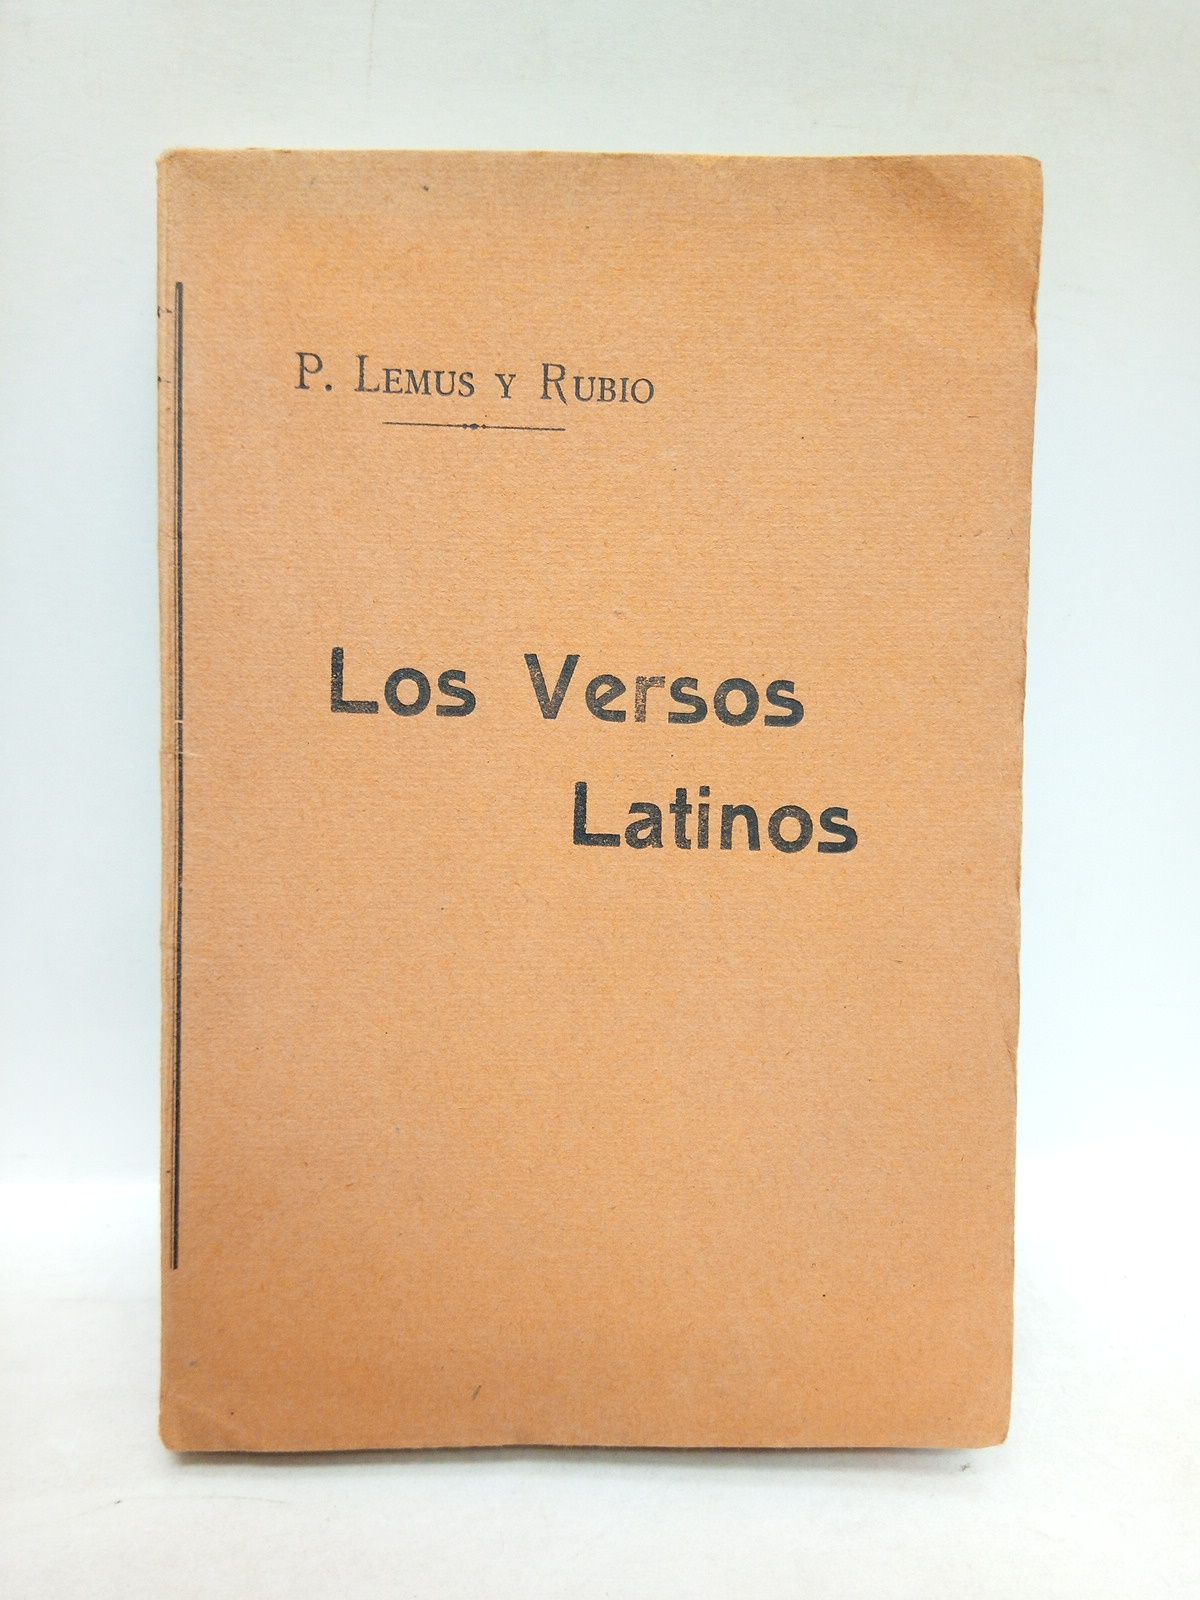 P. Lemus y Rubio
Los Versos
Latinos